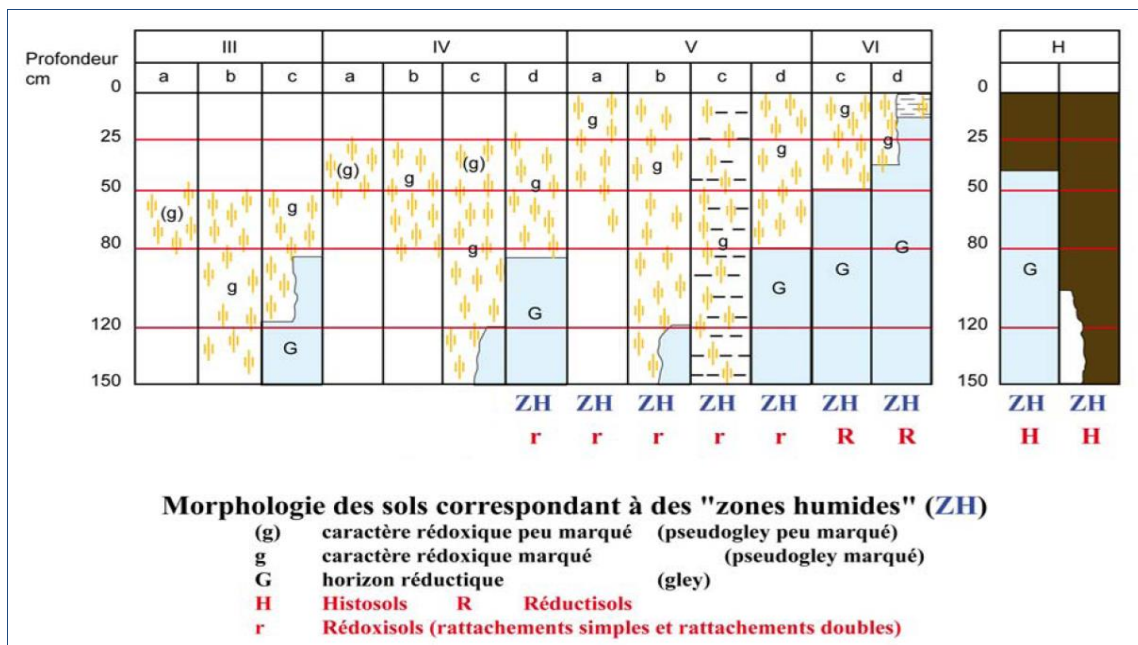 III IV V VI H
Profondeur
cm
a b c a b c d a b c d c d
0 0
g g
g
25 25
(g) (g) g g
g g g
50 50
(g) g
g
80 80
g g
G G G G
G
G
120 120
G
150 150
ZH ZH ZH ZH ZH ZH ZH ZH ZH
r r r r r R R H H
Morphologie des sols correspondant à des "zones humides" (ZH)
(g) caractère rédoxique peu marqué (pseudogley peu marqué)
g caractère rédoxique marqué (pseudogley marqué)
G horizon réductique (gley)
H Histosols R Réductisols
r Rédoxisols (rattachements simples et rattachements doubles)